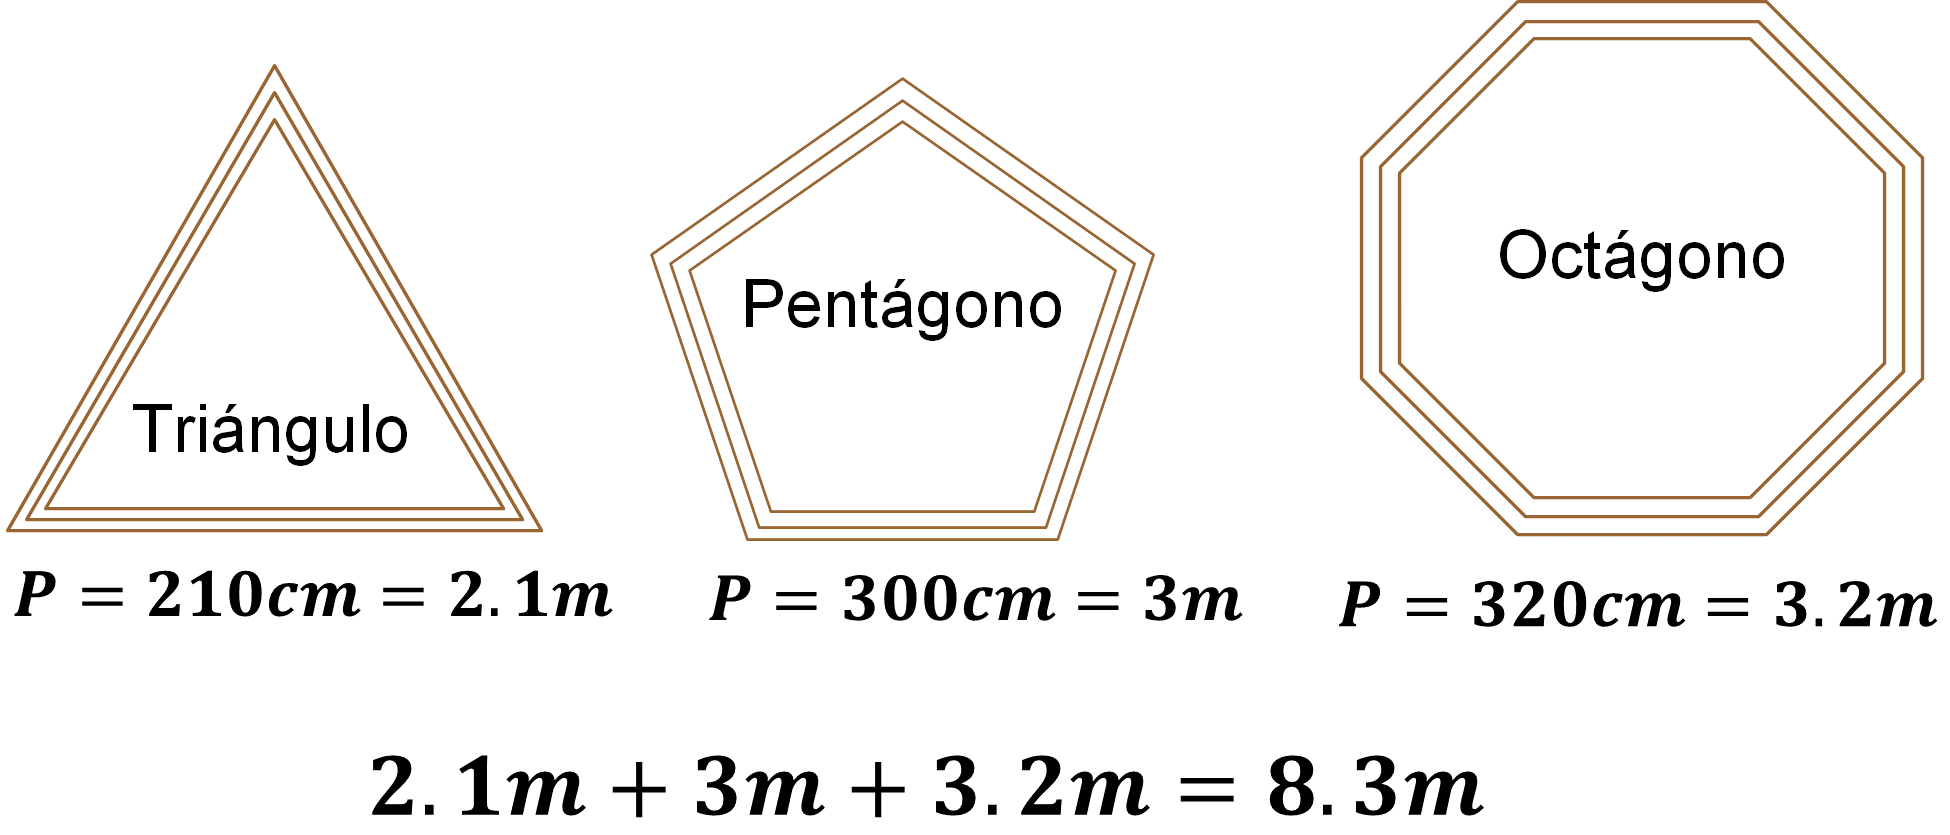 Triángulo
Pentágono
Octágono
P = 210cm = 2.1m
P = 300cm = 3m
P = 320cm = 3.2m
2.1m + 3m + 3.2m = 8.3m